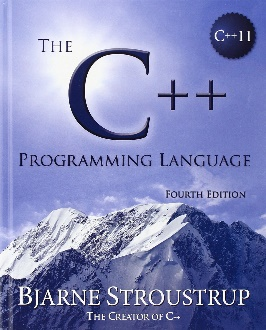 The
C++11
C++
Programming Language
Fourth Edition
Bjarne Stroustrup
The Creator of C++